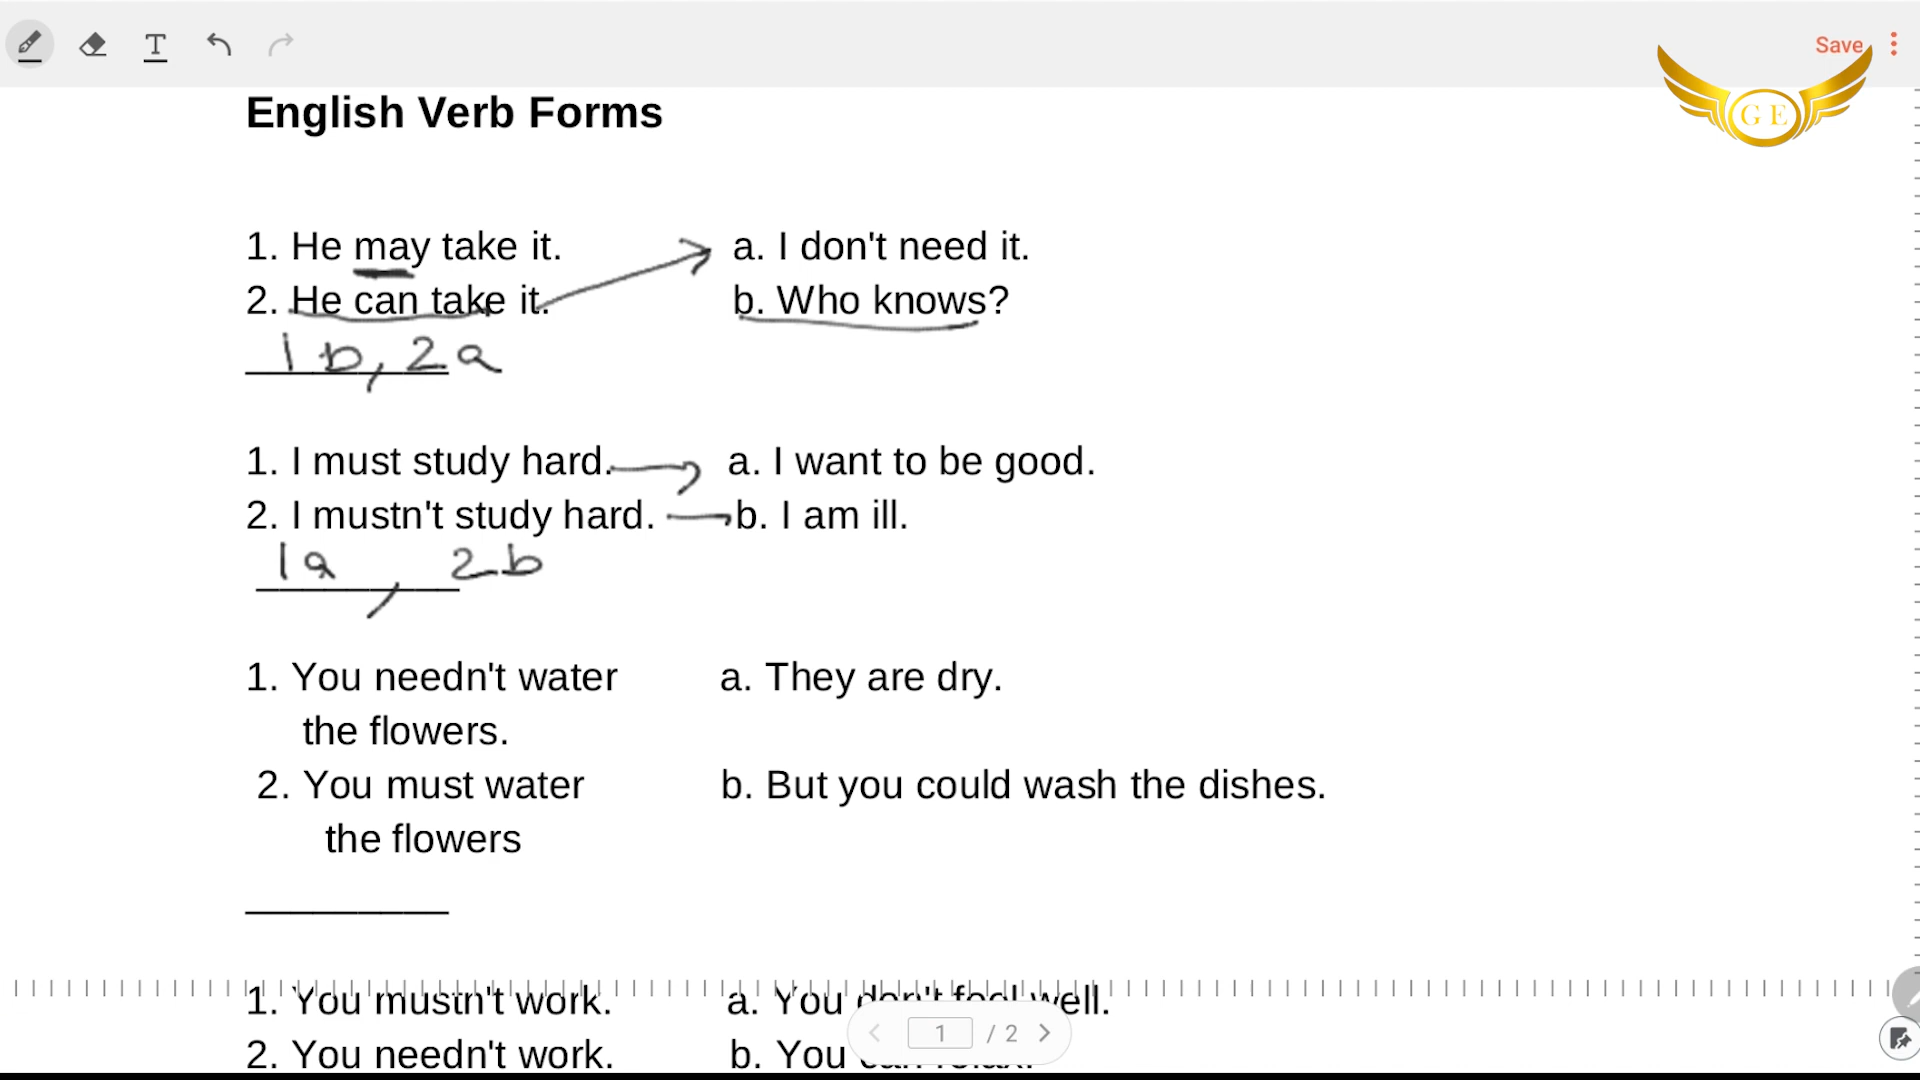 Save
G E
English Verb Forms
1. He may take it. a. I don't need it.
2. He can take it. b. Who knows?
1b, 2a
1. I must study hard. a. I want to be good.
2. I mustn't study hard. b. I am ill.
1a, 2b
1. You needn't water a. They are dry.
the flowers.
2. You must water b. But you could wash the dishes.
the flowers
1. You mustn't work. a. You don't feel well.
2. You needn't work. b. You can relax.
1 / 2